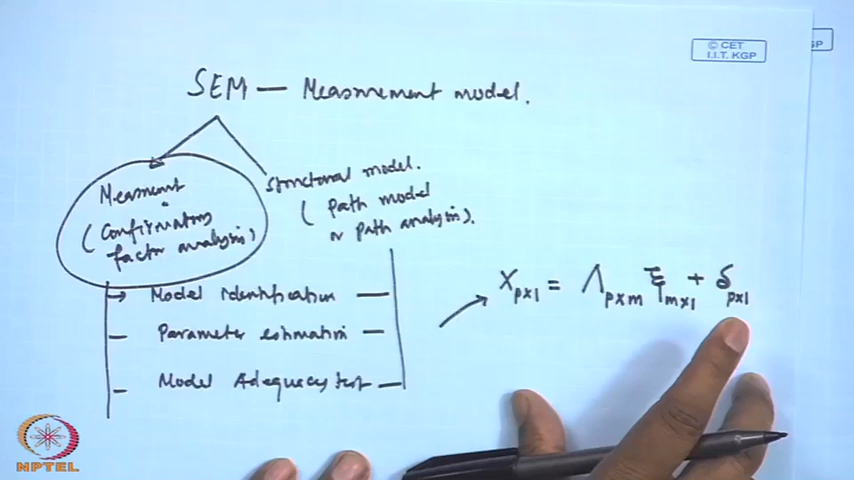 © CET
I.I.T. KGP
GP
SEM — Measurement model.
Measurement
(Confirmatory
factor analysis)
Structural model.
( Path model
or Path analysis).
→ Model identification —
— Parameter estimation —
— Model Adequacy test —
X p×1 = Λ p×m ξ m×1 + δ p×1
NPTEL